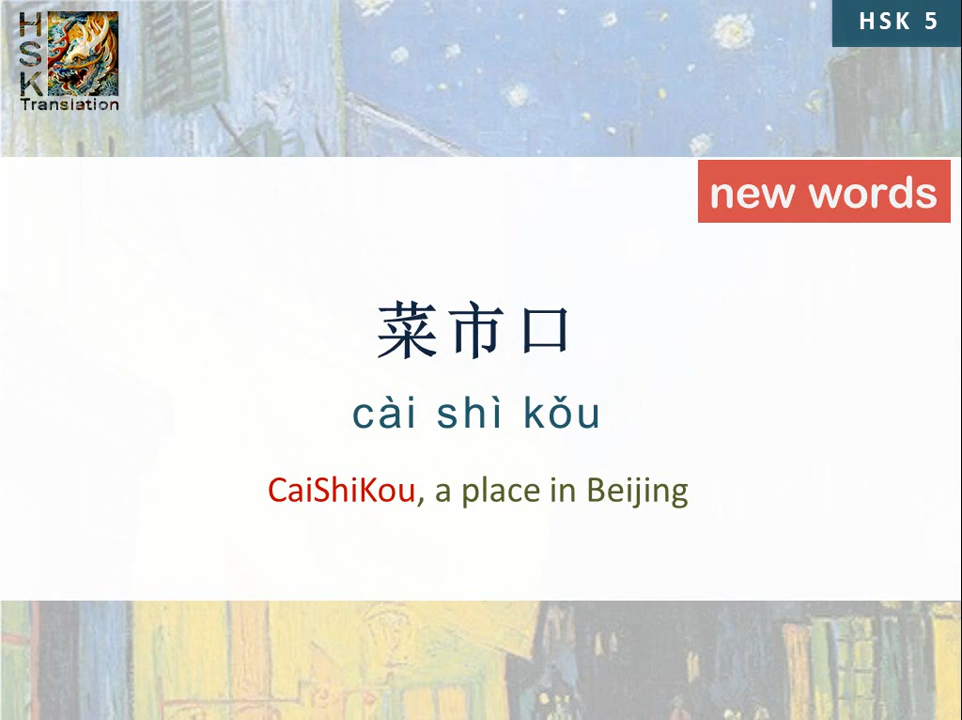 HSK
Translation
HSK 5
new words
菜市口
cài shì kǒu
CaiShiKou, a place in Beijing